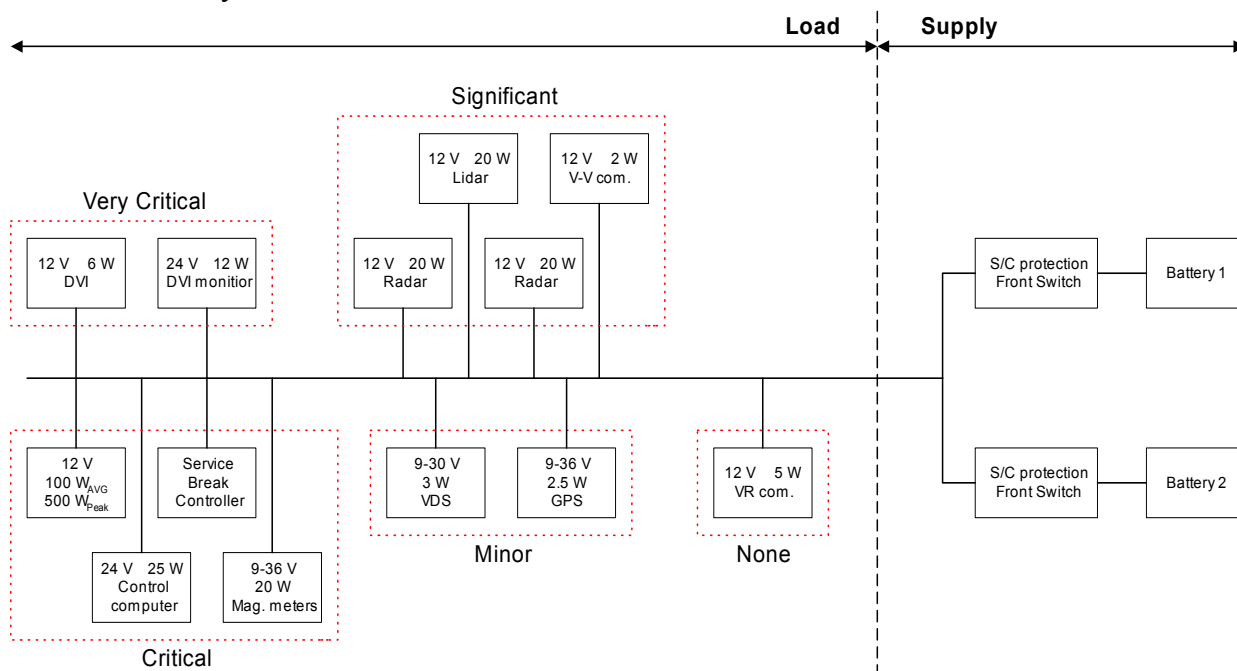 Load
Supply
Significant
12 V 20 W
Lidar
12 V 2 W
V-V com.
Very Critical
12 V 6 W
DVI
24 V 12 W
DVI monitior
12 V 20 W
Radar
12 V 20 W
Radar
S/C protection
Front Switch
Battery 1
12 V
100 WAVG
500 WPeak
Service
Break
Controller
9-30 V
3 W
VDS
9-36 V
2.5 W
GPS
12 V 5 W
VR com.
S/C protection
Front Switch
Battery 2
Minor
None
24 V 25 W
Control
computer
9-36 V
20 W
Mag. meters
Critical